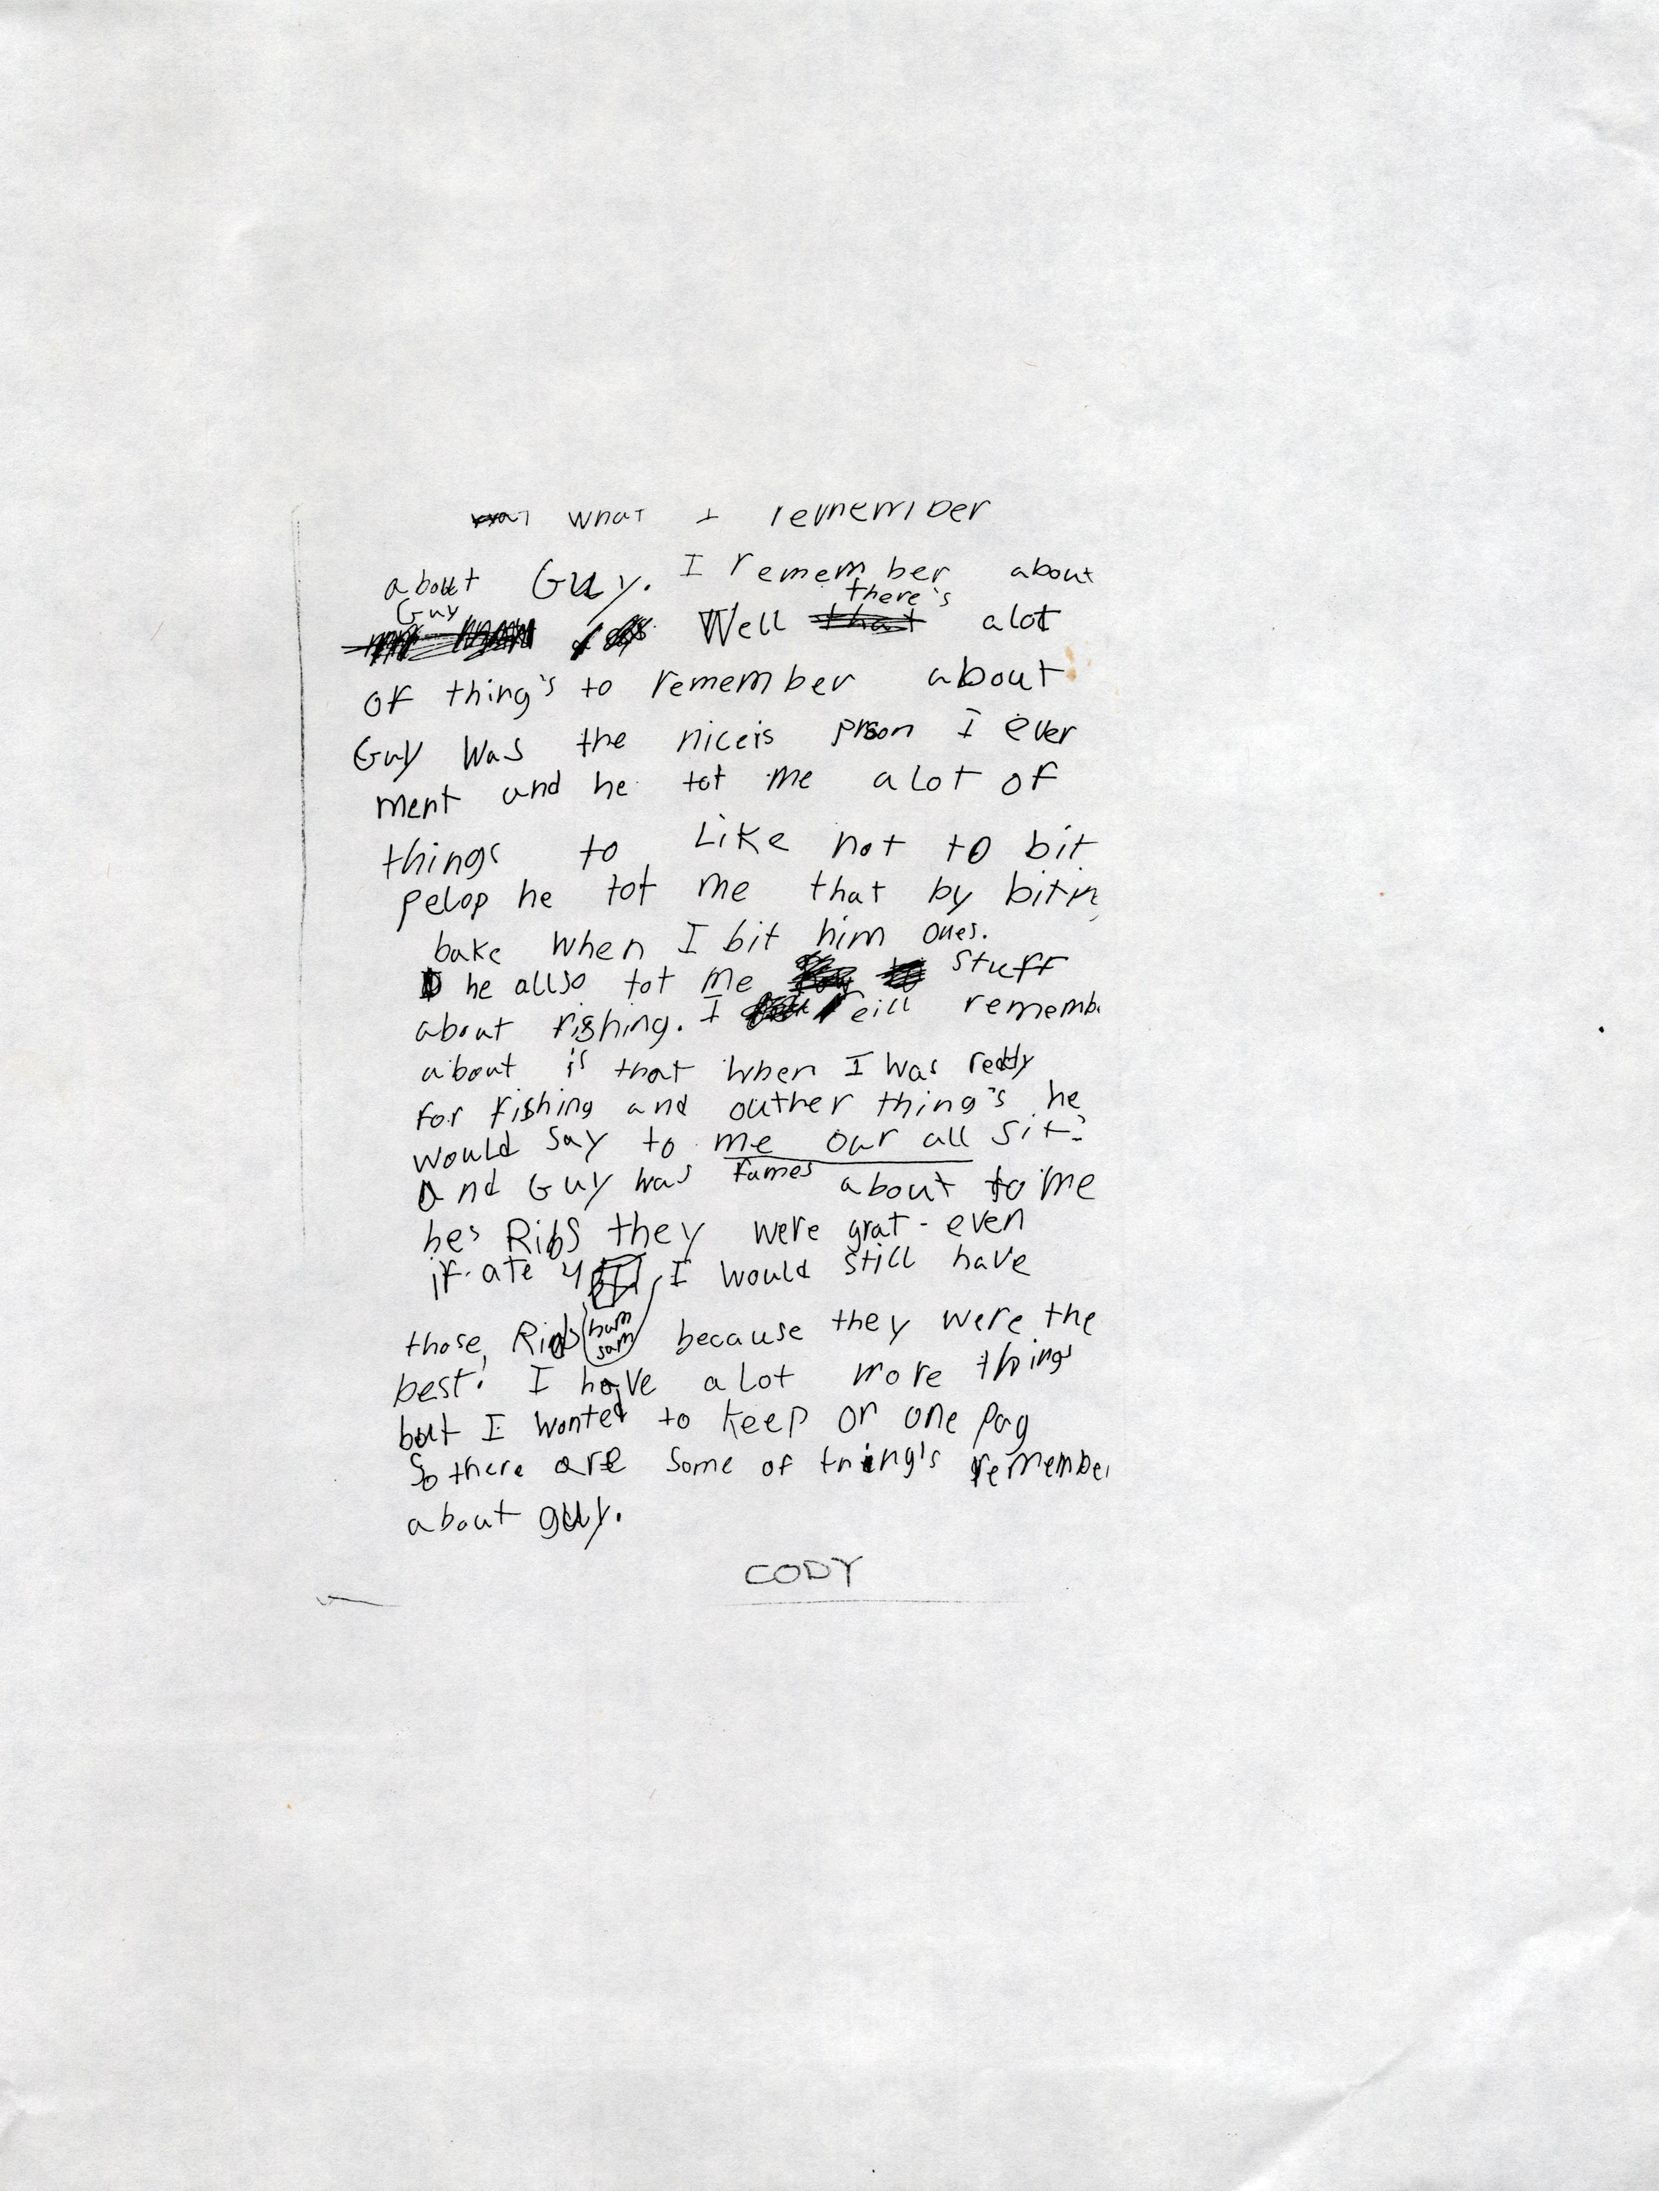 what I remember
about Guy. I remember about
Guy Well there's alot
of thing's to remember about
Guy was the niceis prson I ever
ment and he tot me alot of
things to Like not to bit
pelop he tot me that by bitin
bake when I bit him ones.
he allso tot me stuff
about fishing. I eill rememb
about is that when I was reddy
for fishing and outher thing's he
would say to me our all sit?
and Guy was fames about to me
hes Ribs they were grat - even
if ate 4 I would still have
those Ribs because they were the
best! I have alot more things
but I wonted to keep on one pag
So there are some of thing's remember
about guy.
CODY